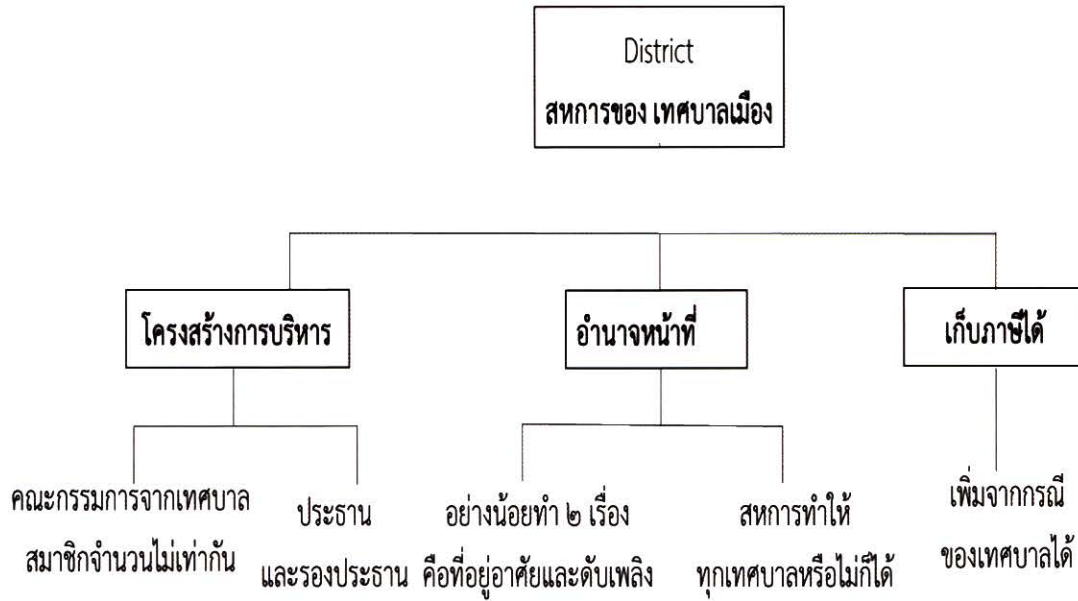 District
สหการของ เทศบาลเมือง
โครงสร้างการบริหาร
อำนาจหน้าที่
เก็บภาษีได้
คณะกรรมการจากเทศบาล
สมาชิกจำนวนไม่เท่ากัน
ประธาน
และรองประธาน
อย่างน้อยทำ ๒ เรื่อง
คือที่อยู่อาศัยและดับเพลิง
สหการทำให้
ทุกเทศบาลหรือไม่ก็ได้
เพิ่มจากกรณี
ของเทศบาลได้